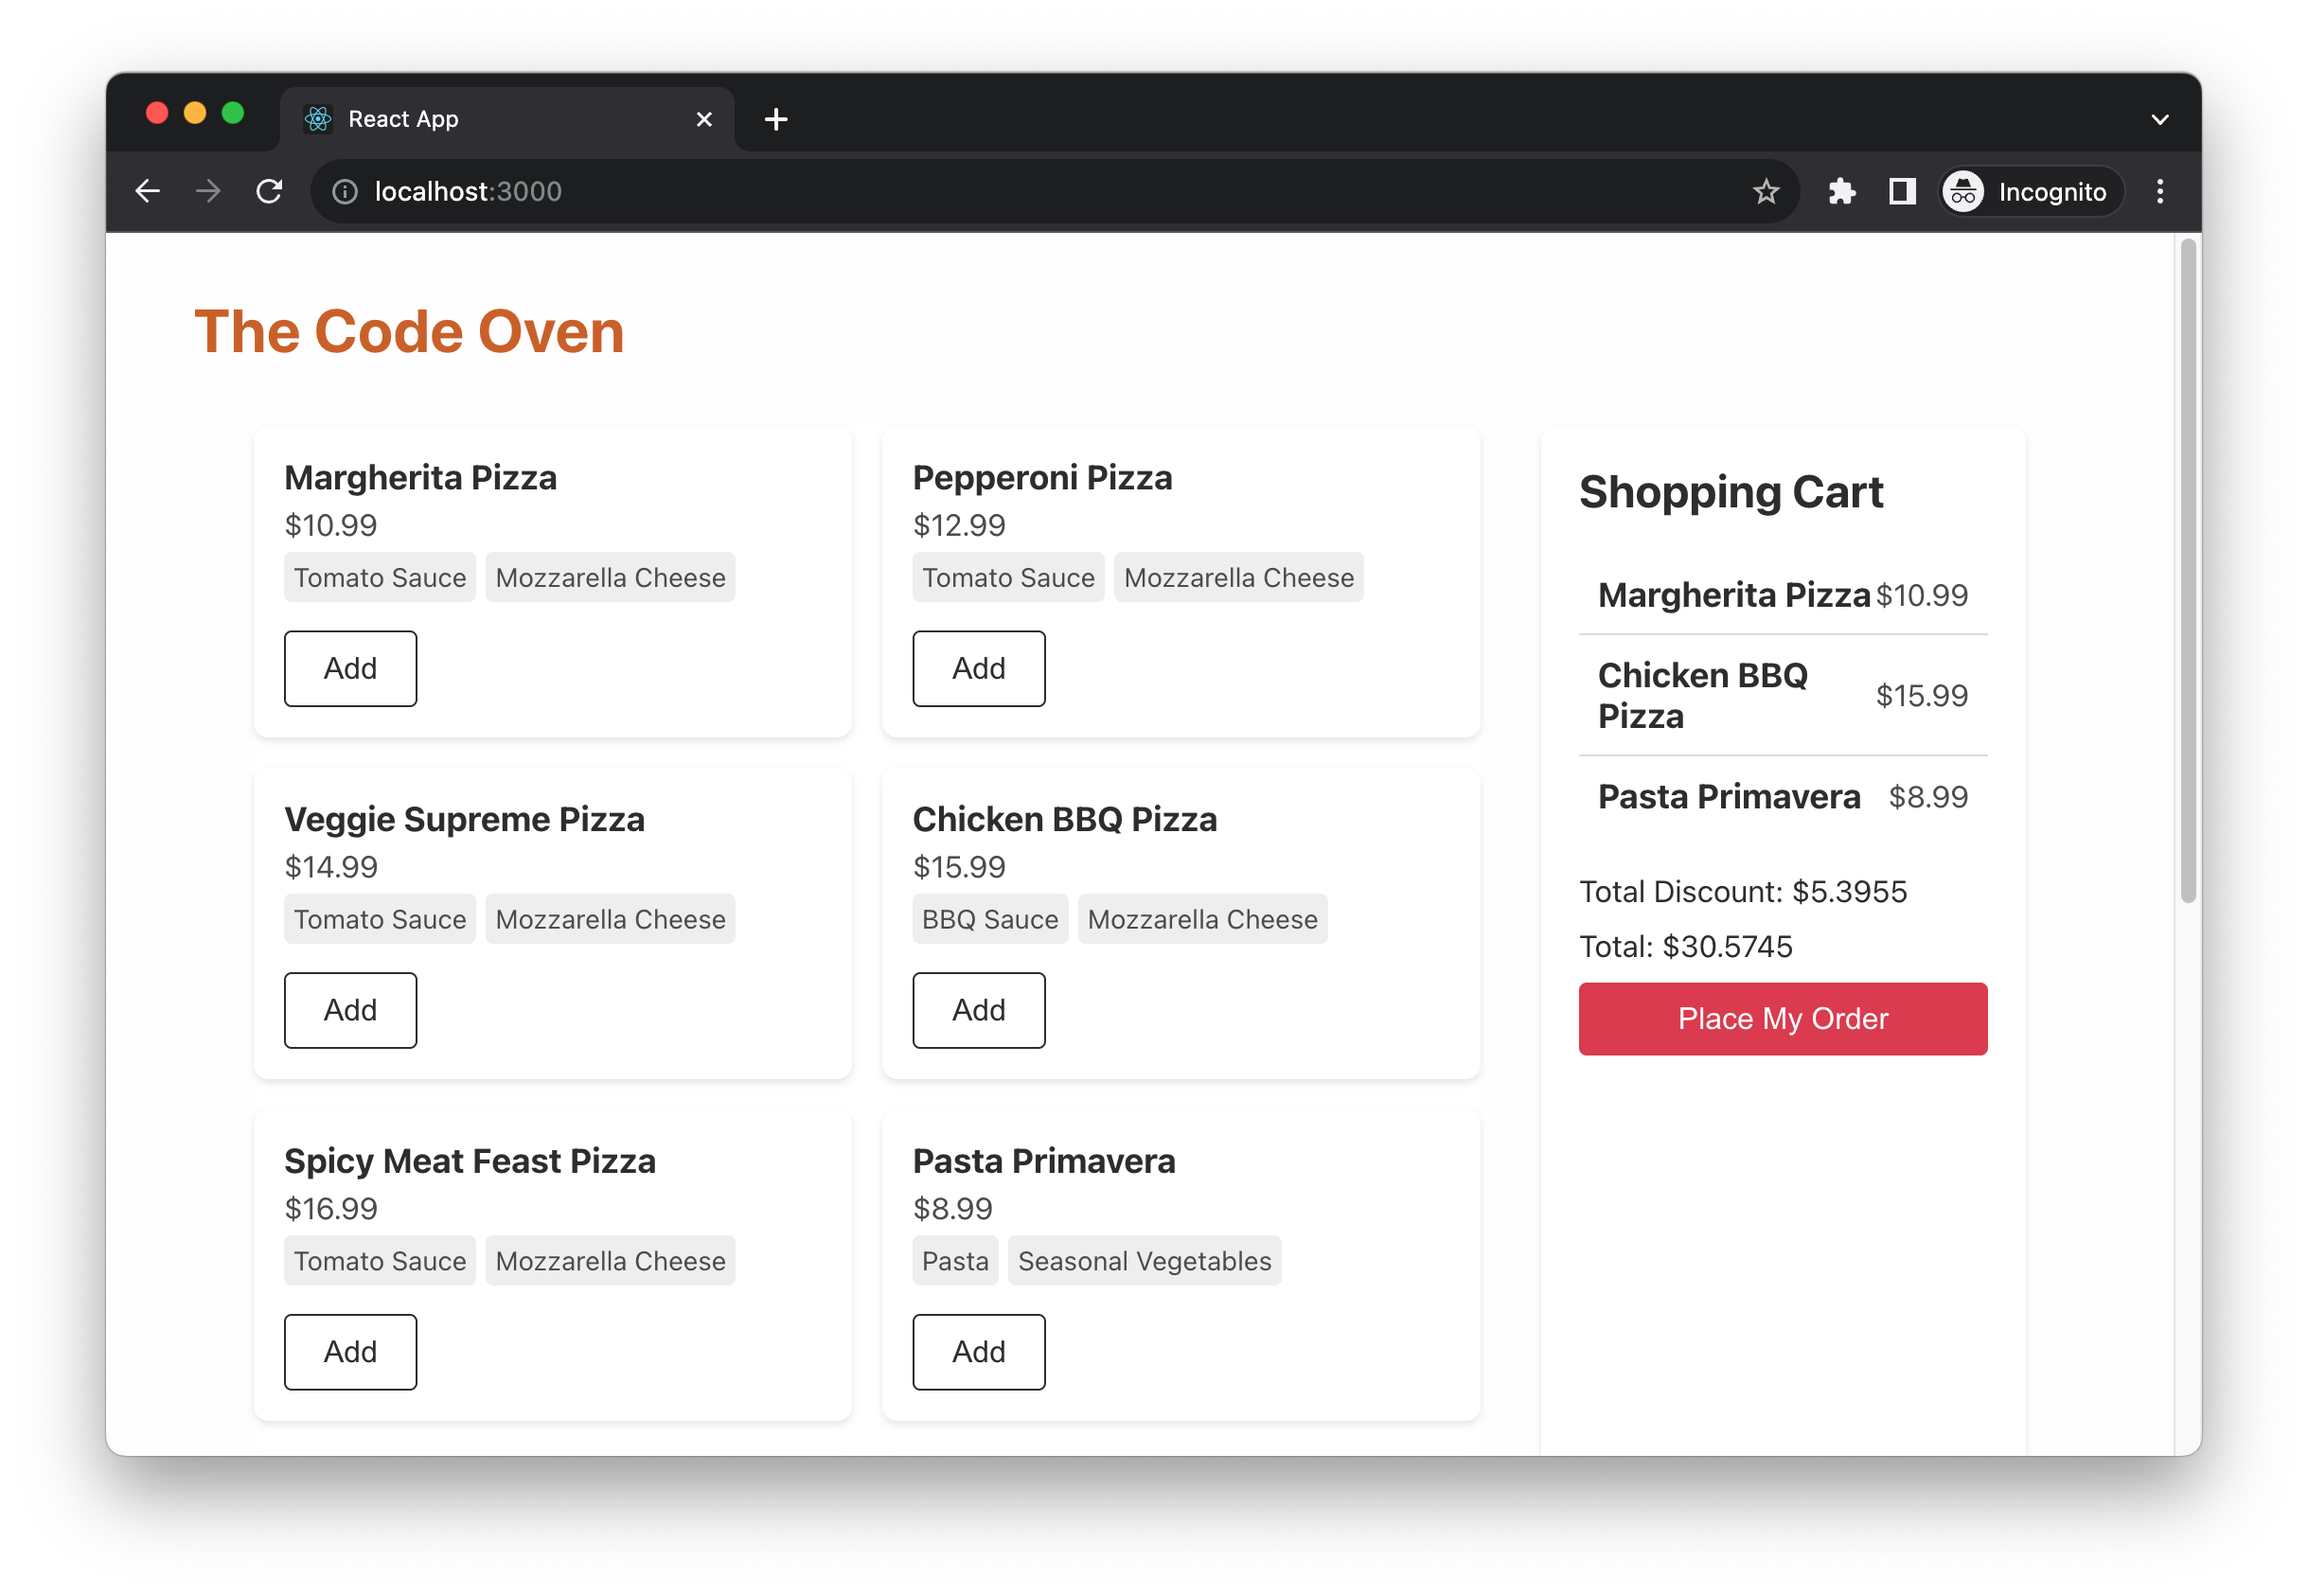 React App
localhost:3000
Incognito
The Code Oven
Margherita Pizza
$10.99
Tomato Sauce Mozzarella Cheese
Add
Pepperoni Pizza
$12.99
Tomato Sauce Mozzarella Cheese
Add
Veggie Supreme Pizza
$14.99
Tomato Sauce Mozzarella Cheese
Add
Chicken BBQ Pizza
$15.99
BBQ Sauce Mozzarella Cheese
Add
Spicy Meat Feast Pizza
$16.99
Tomato Sauce Mozzarella Cheese
Add
Pasta Primavera
$8.99
Pasta Seasonal Vegetables
Add
Shopping Cart
Margherita Pizza $10.99
Chicken BBQ
Pizza
$15.99
Pasta Primavera $8.99
Total Discount: $5.3955
Total: $30.5745
Place My Order